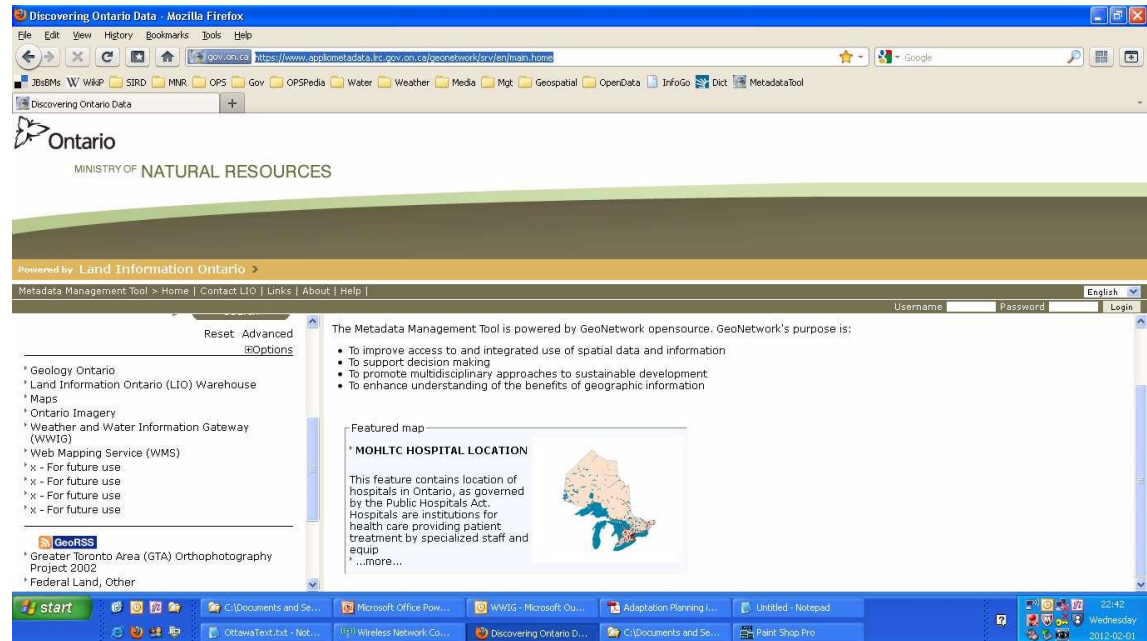 Discovering Ontario Data - Mozilla Firefox
File Edit View History Bookmarks Tools Help
gov.on.ca https://www.appliometadata.lrc.gov.on.ca/geonetwork/srv/en/main.home
Google
JBsBMs WikiP SIRD MNR OPS Gov OPSPedia Water Weather Media Mgt Geospatial OpenData InfoGo Dict MetadataTool
Discovering Ontario Data
Ontario
MINISTRY OF NATURAL RESOURCES
Powered by Land Information Ontario >
Metadata Management Tool > Home | Contact LIO | Links | About | Help |
English
Username Password Login
Reset Advanced
Options
Geology Ontario
Land Information Ontario (LIO) Warehouse
Maps
Ontario Imagery
Weather and Water Information Gateway
(WWIG)
Web Mapping Service (WMS)
x - For future use
x - For future use
x - For future use
x - For future use
GeoRSS
Greater Toronto Area (GTA) Orthophotography
Project 2002
Federal Land, Other
The Metadata Management Tool is powered by GeoNetwork opensource. GeoNetwork's purpose is:
• To improve access to and integrated use of spatial data and information
• To support decision making
• To promote multidisciplinary approaches to sustainable development
• To enhance understanding of the benefits of geographic information
Featured map
MOHLTC HOSPITAL LOCATION
This feature contains location of
hospitals in Ontario, as governed
by the Public Hospitals Act.
Hospitals are institutions for
health care providing patient
treatment by specialized staff and
equip
...more...
start
C:\Documents and Se...
Microsoft Office Pow...
WWIG - Microsoft Ou...
Adaptation Planning i...
Untitled - Notepad
22:42
OttawaText.txt - Not...
Wireless Network Co...
Discovering Ontario D...
C:\Documents and Se...
Paint Shop Pro
Wednesday
2012-02-01